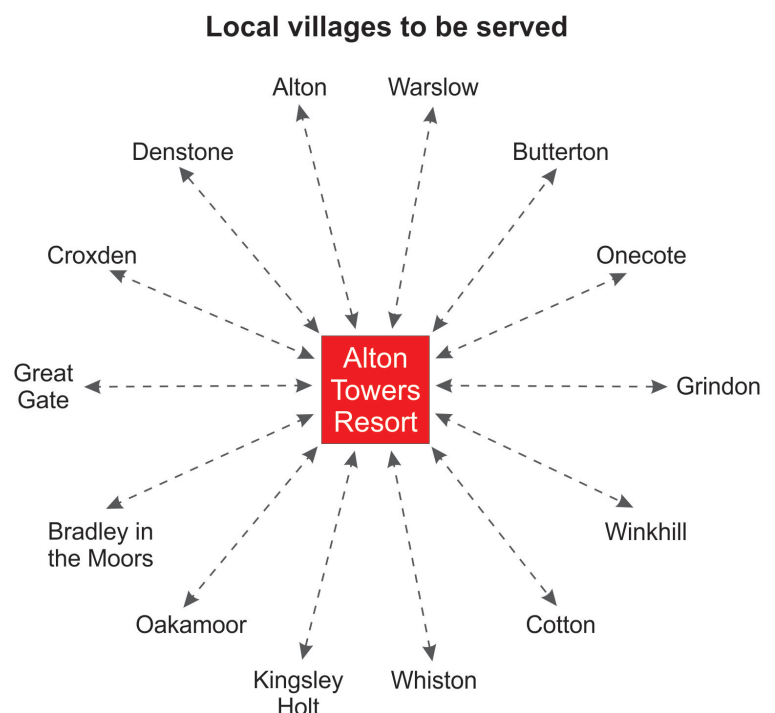 Local villages to be served
Alton
Warslow
Denstone
Butterton
Croxden
Onecote
Alton
Towers
Resort
Great
Gate
Grindon
Bradley in
the Moors
Winkhill
Oakamoor
Cotton
Kingsley
Holt
Whiston